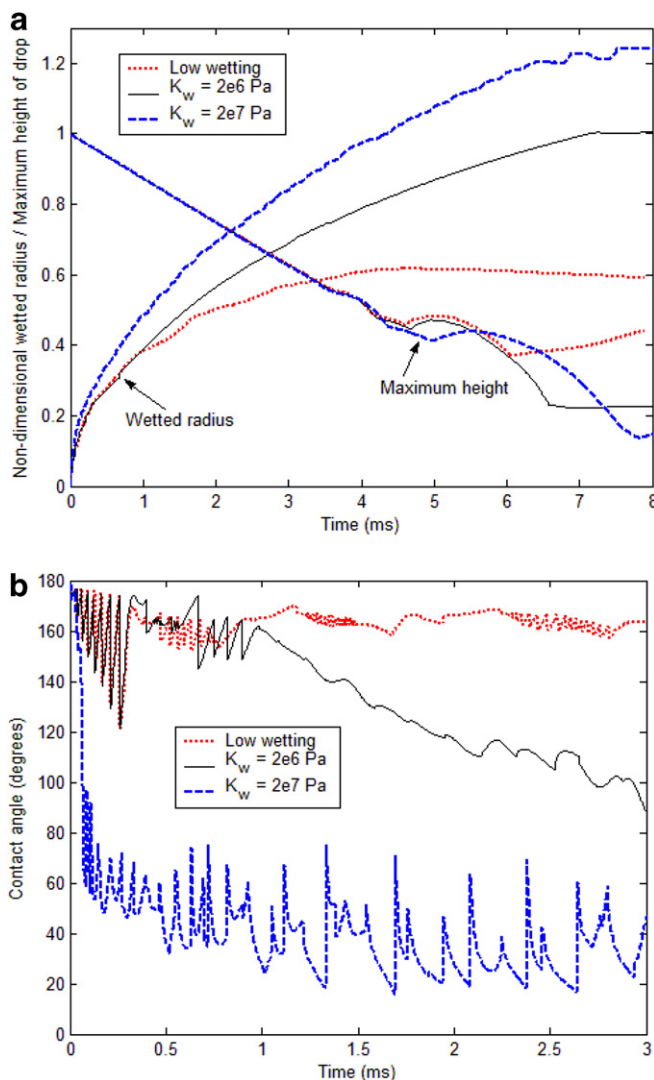 a
Non-dimensional wetted radius / Maximum height of drop
1.2
1
0.8
0.6
0.4
0.2
0
Low wetting
K_w = 2e6 Pa
K_w = 2e7 Pa
Wetted radius
Maximum height
0 1 2 3 4 5 6 7 8
Time (ms)
b
Contact angle (degrees)
180
160
140
120
100
80
60
40
20
0
Low wetting
K_w = 2e6 Pa
K_w = 2e7 Pa
0 0.5 1 1.5 2 2.5 3
Time (ms)